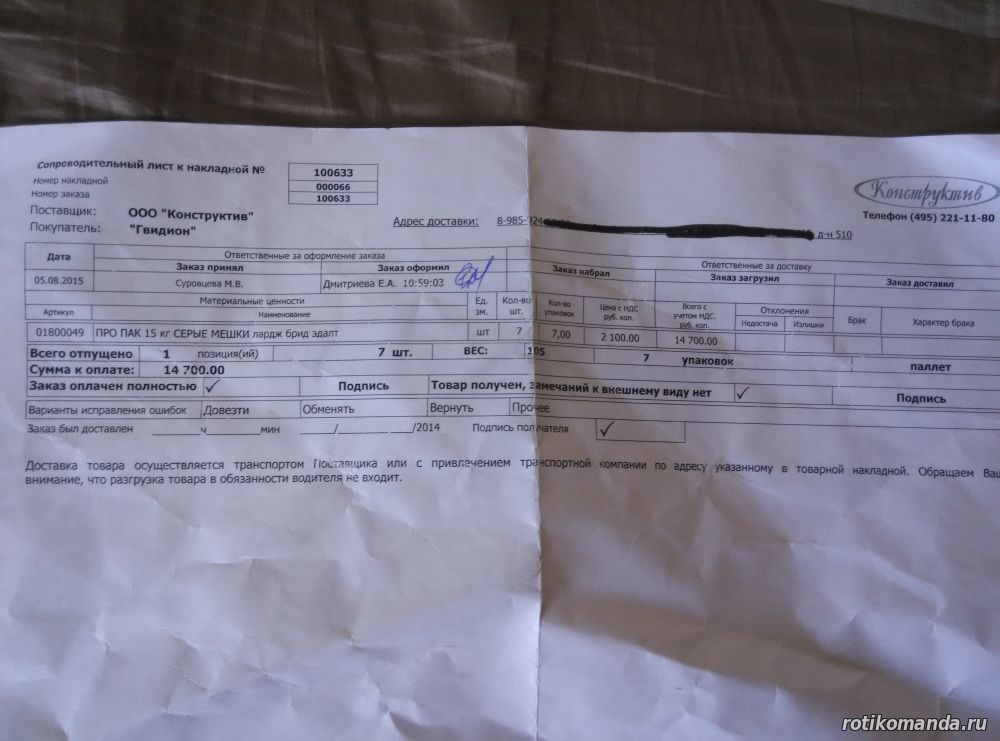 Сопроводительный лист к накладной № 100633
Номер накладной 000066
Номер заказа 100633
Конструктив
Телефон (495) 221-11-80
Поставщик: ООО "Конструктив"
Покупатель: "Гвидион"
Адрес доставки: 8-985- д-н 510
Дата Ответственные за оформление заказа Ответственные за доставку
Заказ принял Заказ оформил Заказ набрал Заказ загрузил Заказ доставил
05.08.2015 Суровцева М.В. Дмитриева Е.А. 10:59:03
Материальные ценности Ед. зм. Кол-во шт. Кол-во упаковок Цена с НДС руб. коп. Всего с учетом НДС. руб. коп. Отклонения Брак Характер брака
Артикул Наименование Недостача Излишки
01800049 ПРО ПАК 15 кг СЕРЫЕ МЕШКИ лардж брид эдалт шт 7 7,00 2 100.00 14 700.00
Всего отпущено 1 позиция(ий) 7 шт. ВЕС: 105 7 упаковок паллет
Сумма к оплате: 14 700.00
Заказ оплачен полностью ✓ Подпись Товар получен, замечаний к внешнему виду нет ✓ Подпись
Варианты исправления ошибок Довезти Обменять Вернуть Прочее
Заказ был доставлен ______ч ______мин _____/__________/2014 Подпись получателя ✓
Доставка товара осуществляется транспортом Поставщика или с привлечением транспортной компании по адресу указанному в товарной накладной. Обращаем Ваш
внимание, что разгрузка товара в обязанности водителя не входит.
rotikomanda.ru